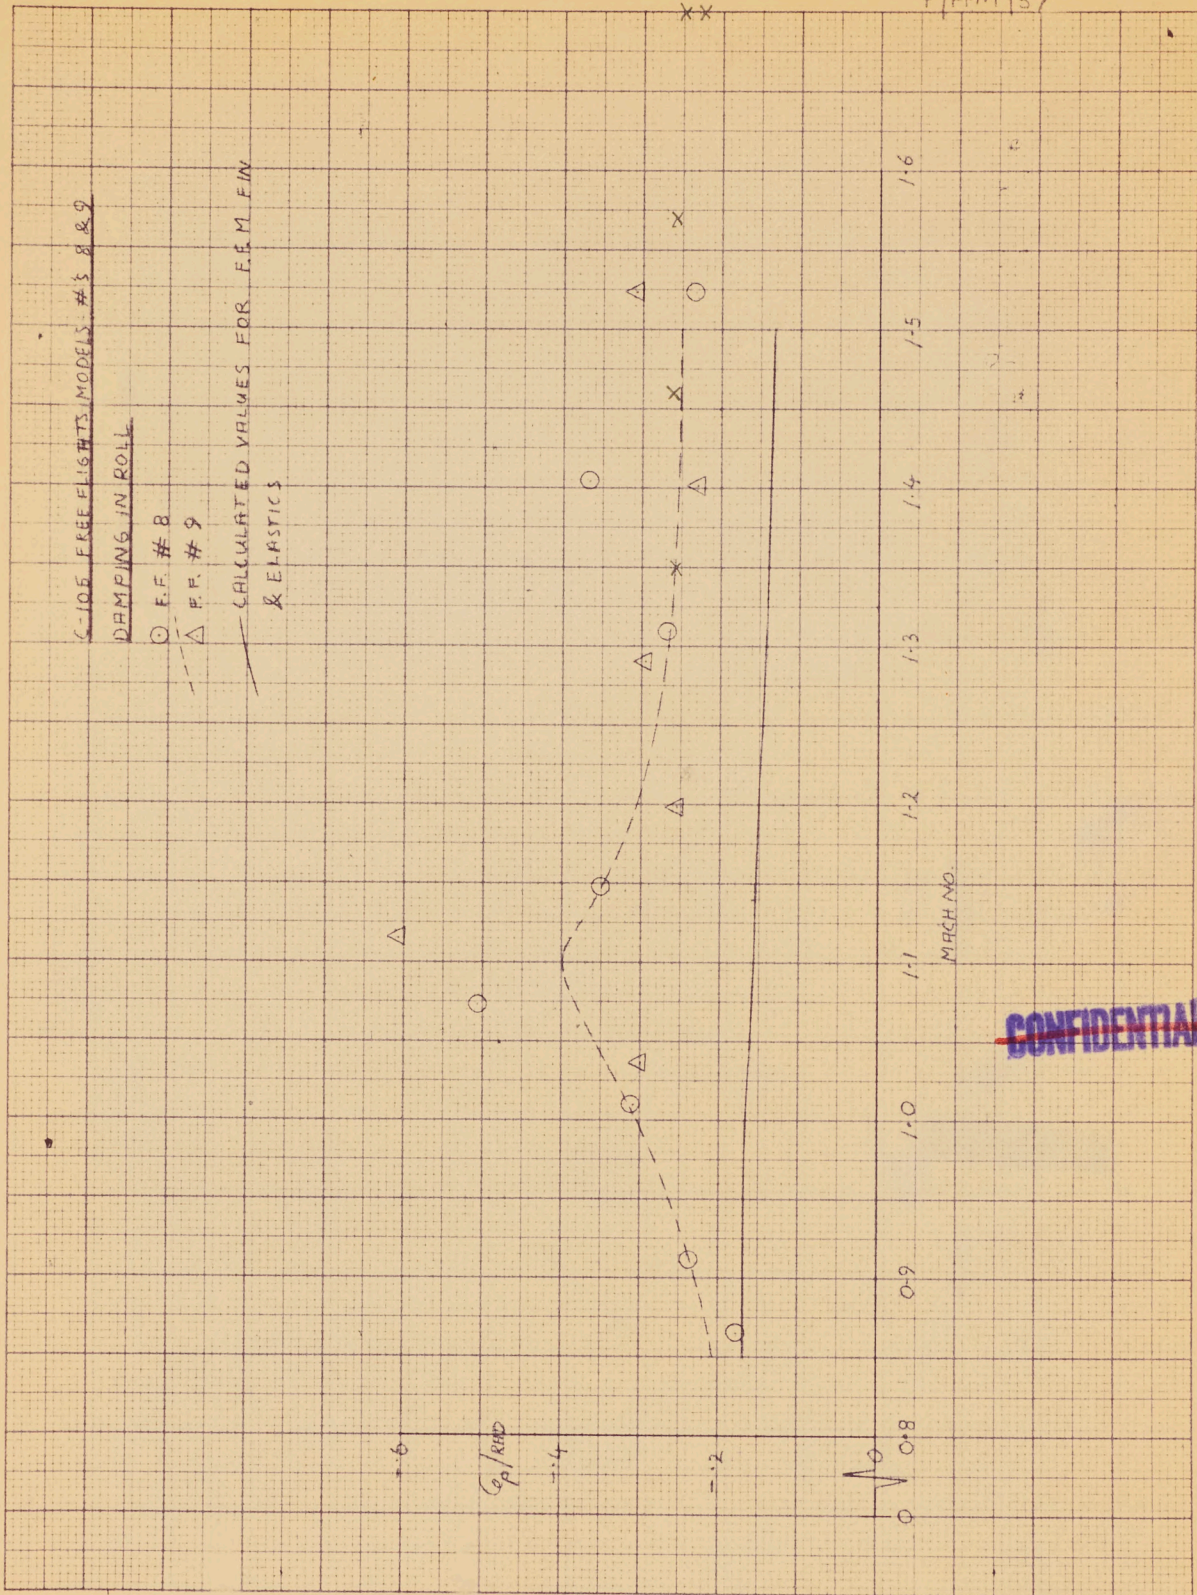 C-105 FREE FLIGHTS MODELS #'S 8 & 9
DAMPING IN ROLL
F.F. # 8
F.F. # 9
CALCULATED VALUES FOR F.F.M FIN
& ELASTICS
-.6
/RAD
-.4
-.2
0
0 0.8 0.9 1.0 1.1 1.2 1.3 1.4 1.5 1.6
MACH NO.
CONFIDENTIAL